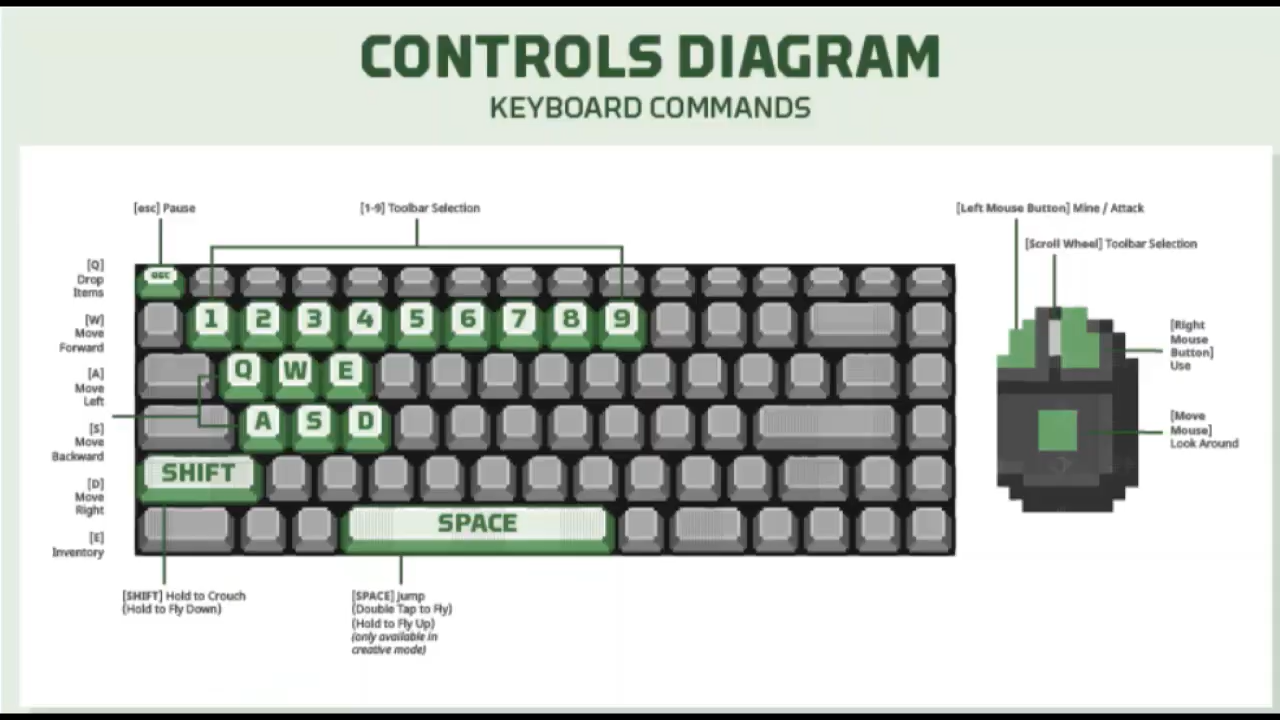 CONTROLS DIAGRAM
KEYBOARD COMMANDS
[esc] Pause
[1-9] Toolbar Selection
[Left Mouse Button] Mine / Attack
[Scroll Wheel] Toolbar Selection
[Q]
Drop
Items
[W]
Move
Forward
[A]
Move
Left
[S]
Move
Backward
[D]
Move
Right
[E]
Inventory
esc
1 2 3 4 5 6 7 8 9
Q W E
A S D
SHIFT
SPACE
[Right
Mouse
Button]
Use
[Move
Mouse]
Look Around
[SHIFT] Hold to Crouch
(Hold to Fly Down)
[SPACE] Jump
(Double Tap to Fly)
(Hold to Fly Up)
(only available in
creative mode)